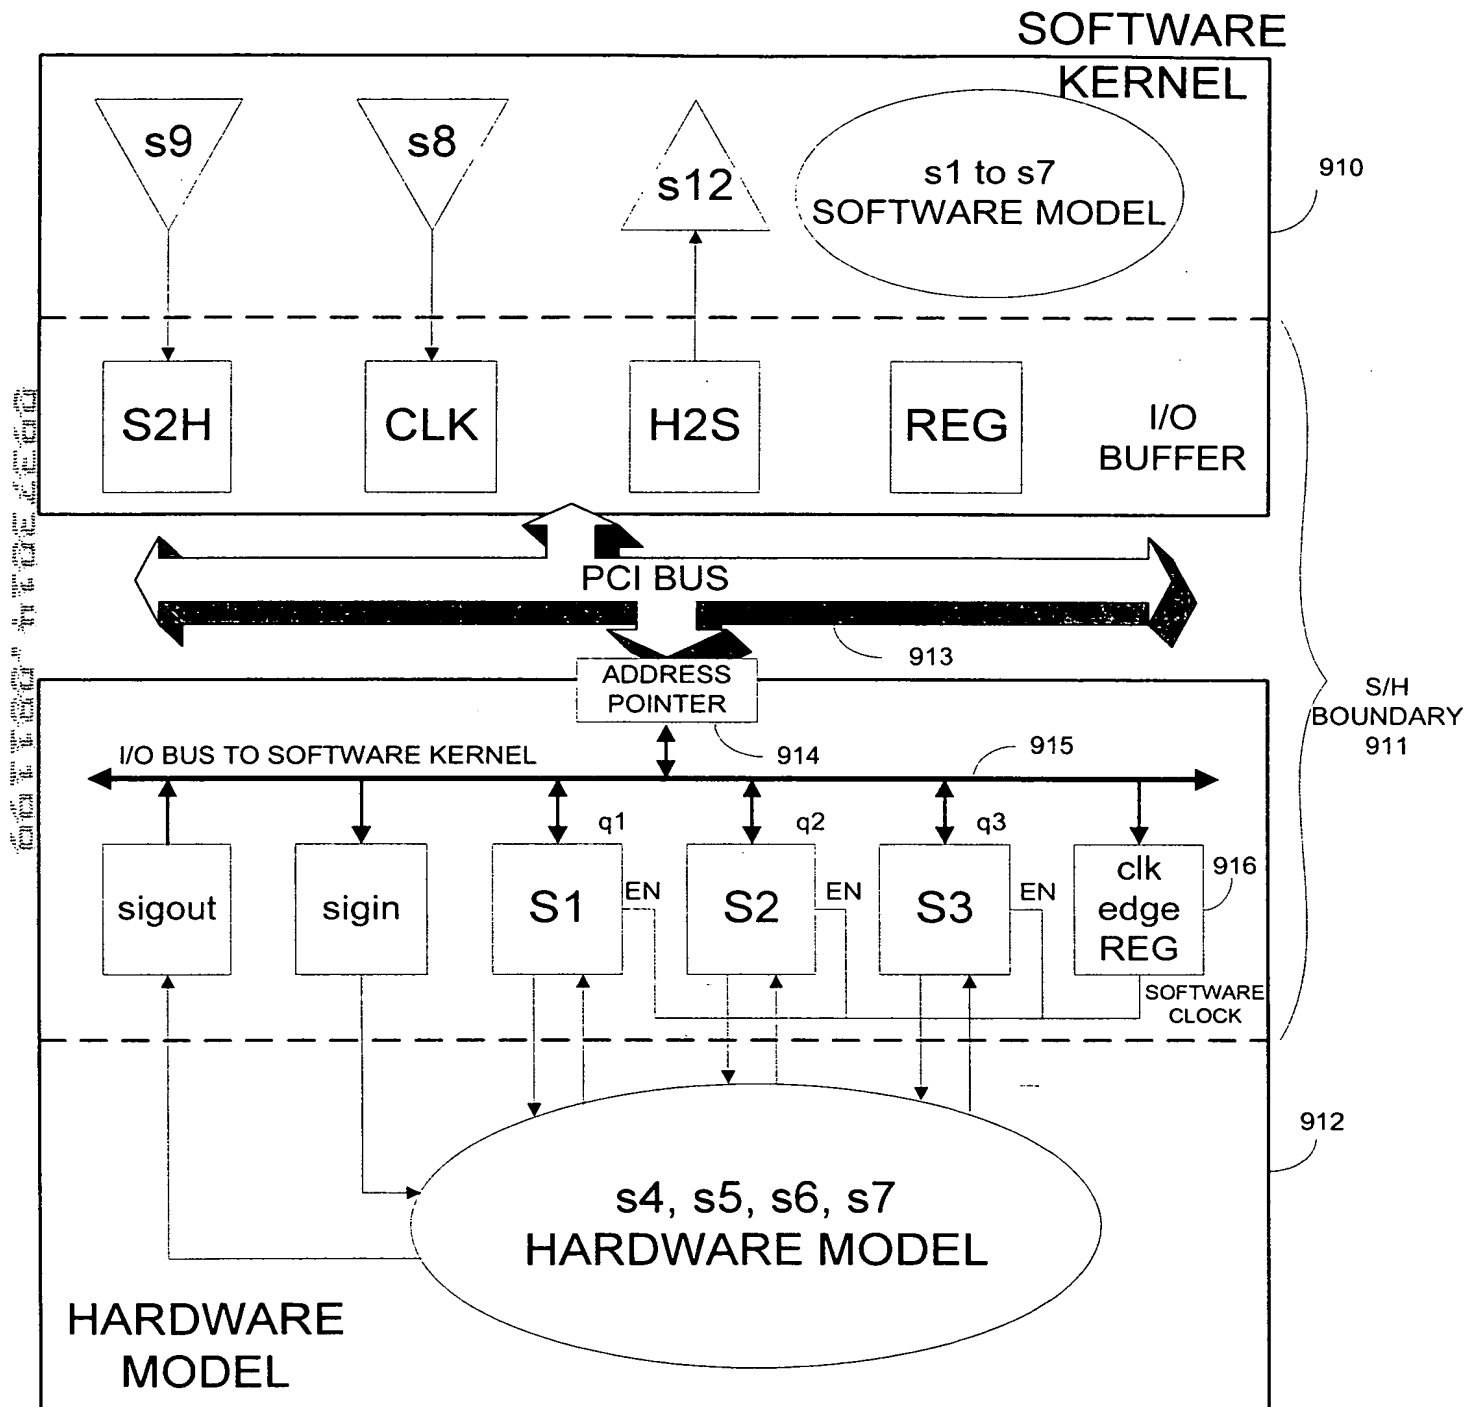 SOFTWARE
KERNEL
s9
s8
s12
s1 to s7
SOFTWARE MODEL
910
S2H
CLK
H2S
REG
I/O
BUFFER
PCI BUS
913
ADDRESS
POINTER
914
S/H
BOUNDARY
911
I/O BUS TO SOFTWARE KERNEL
915
q1
q2
q3
sigout
sigin
S1
EN
S2
EN
S3
EN
clk
edge
REG
916
SOFTWARE
CLOCK
912
s4, s5, s6, s7
HARDWARE MODEL
HARDWARE
MODEL